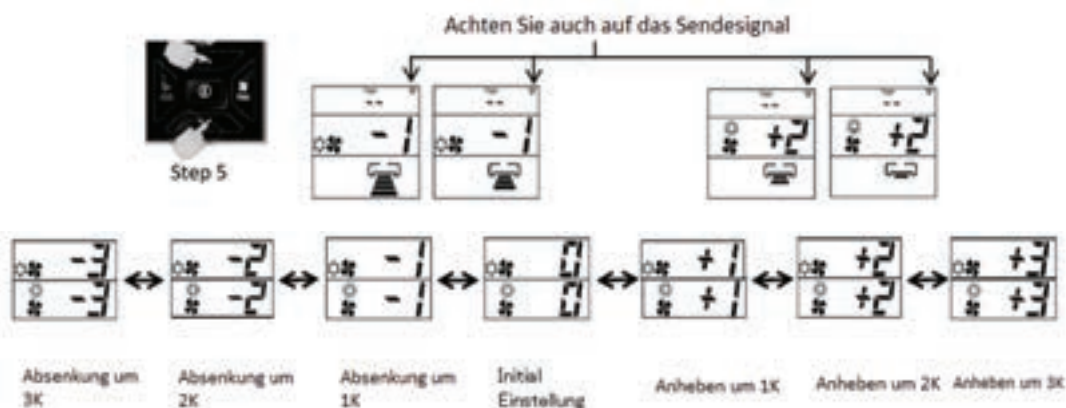 Achten Sie auch auf das Sendesignal
-1
-1
+2
+2
Step 5
-3
-2
-1
0
+1
+2
+3
-3
-2
-1
0
+1
+2
+3
Absenkung um 3K
Absenkung um 2K
Absenkung um 1K
Initial Einstellung
Anheben um 1K
Anheben um 2K
Anheben um 3K